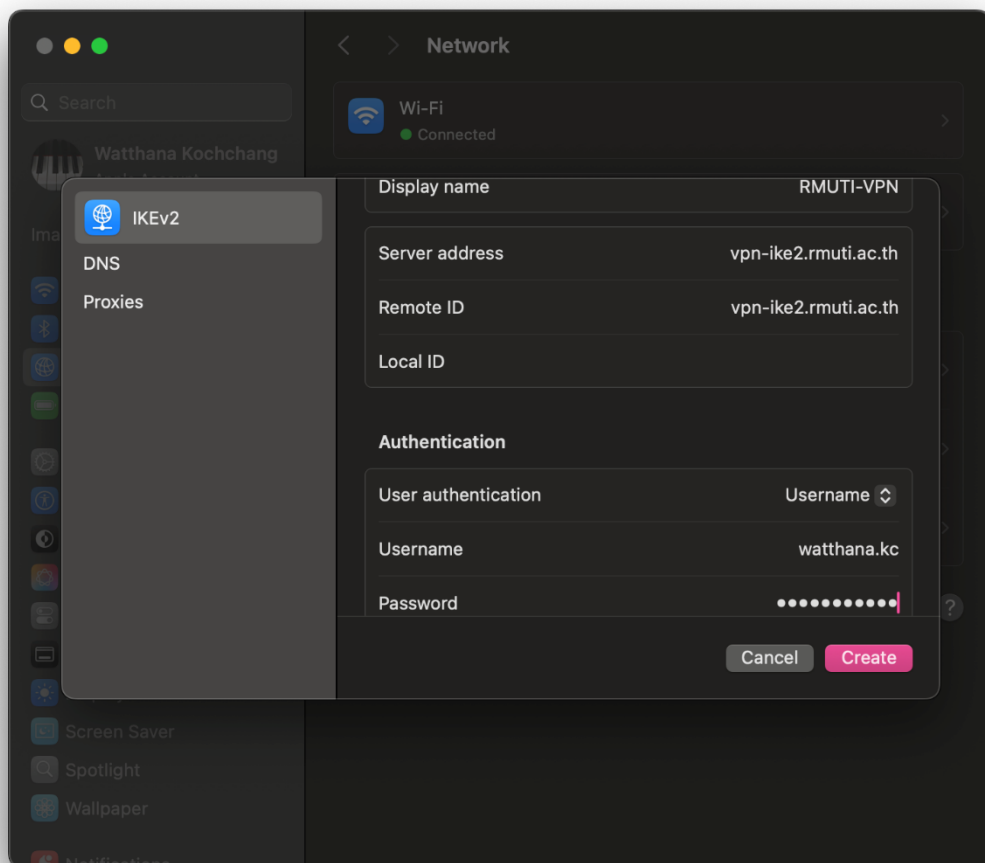 Network
Search
Wi-Fi
Connected
Watthana Kochchang
IKEv2
DNS
Proxies
Display name RMUTI-VPN
Server address vpn-ike2.rmuti.ac.th
Remote ID vpn-ike2.rmuti.ac.th
Local ID
Authentication
User authentication Username
Username watthana.kc
Password
?
Cancel Create
Screen Saver
Spotlight
Wallpaper